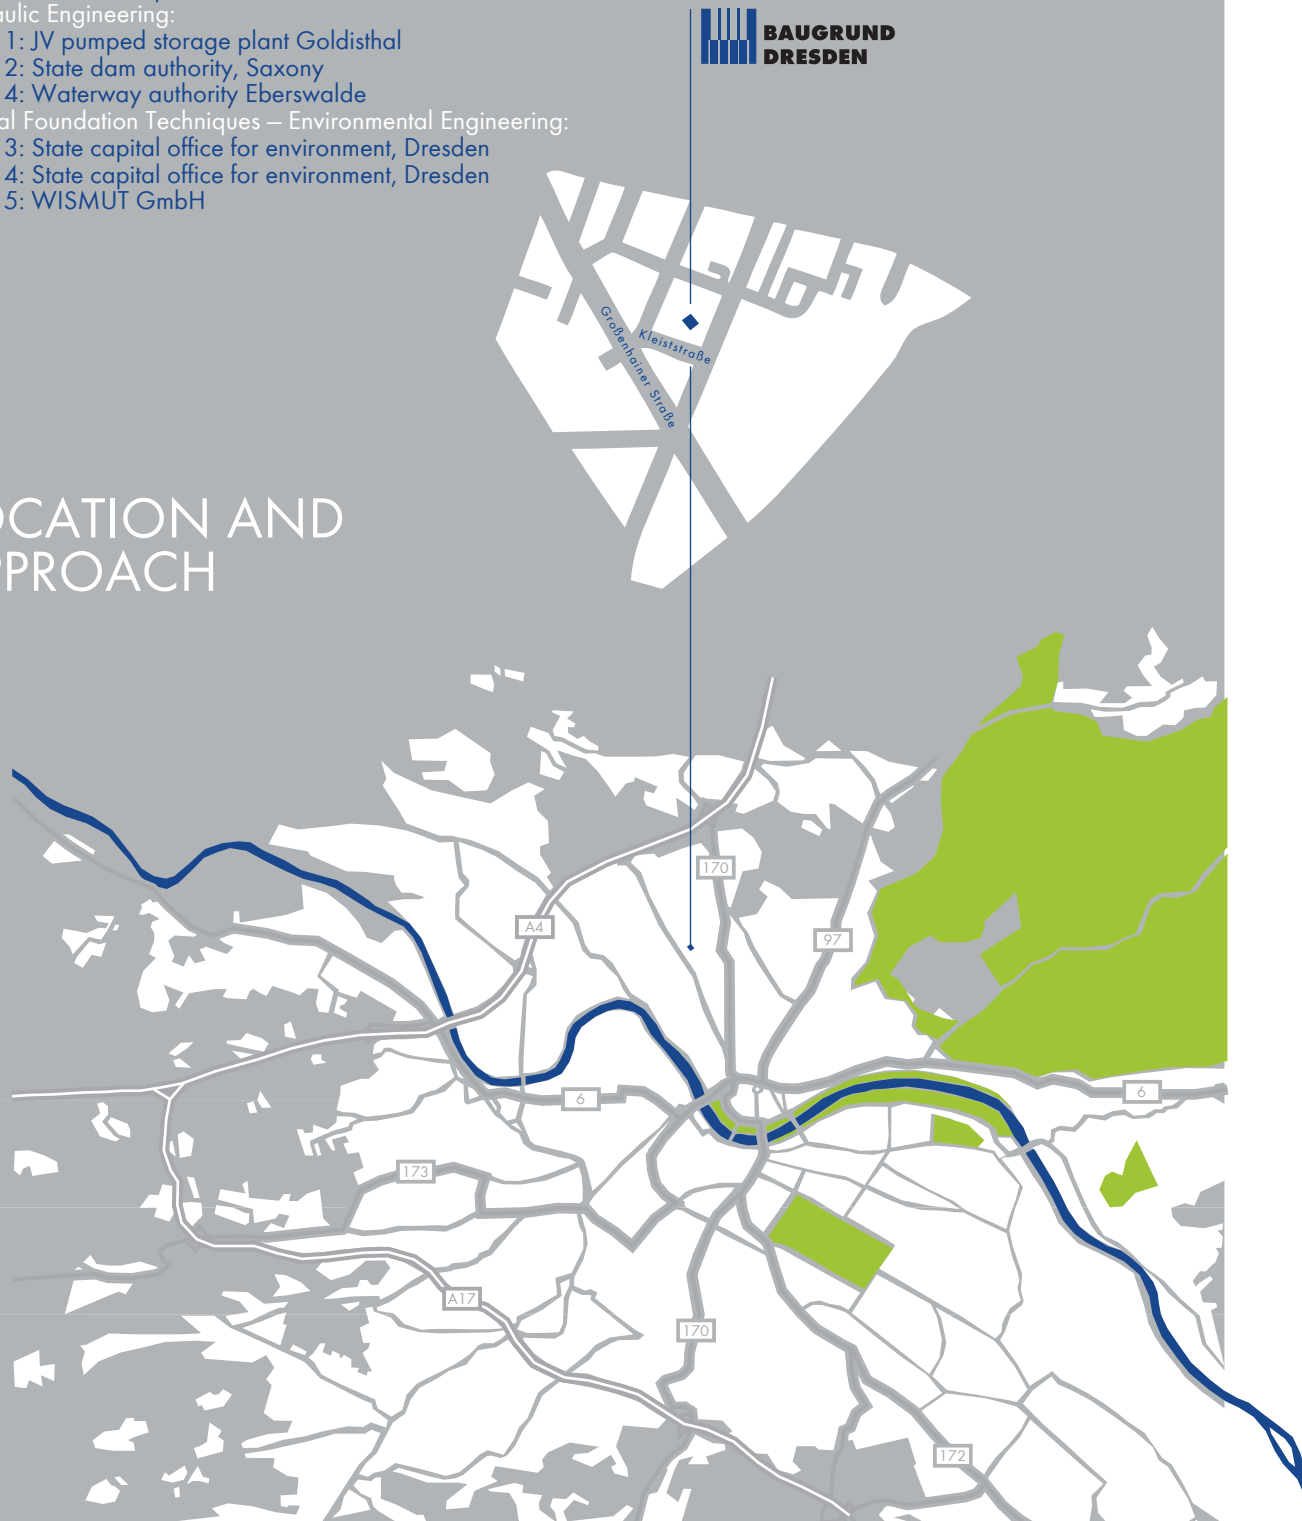 aulic Engineering:
1: JV pumped storage plant Goldisthal
2: State dam authority, Saxony
4: Waterway authority Eberswalde
al Foundation Techniques – Environmental Engineering:
3: State capital office for environment, Dresden
4: State capital office for environment, Dresden
5: WISMUT GmbH
BAUGRUND
DRESDEN
Großenhainer Straße
Kleiststraße
OCATION AND
PPROACH
170
A4
97
6
6
173
A17
170
172